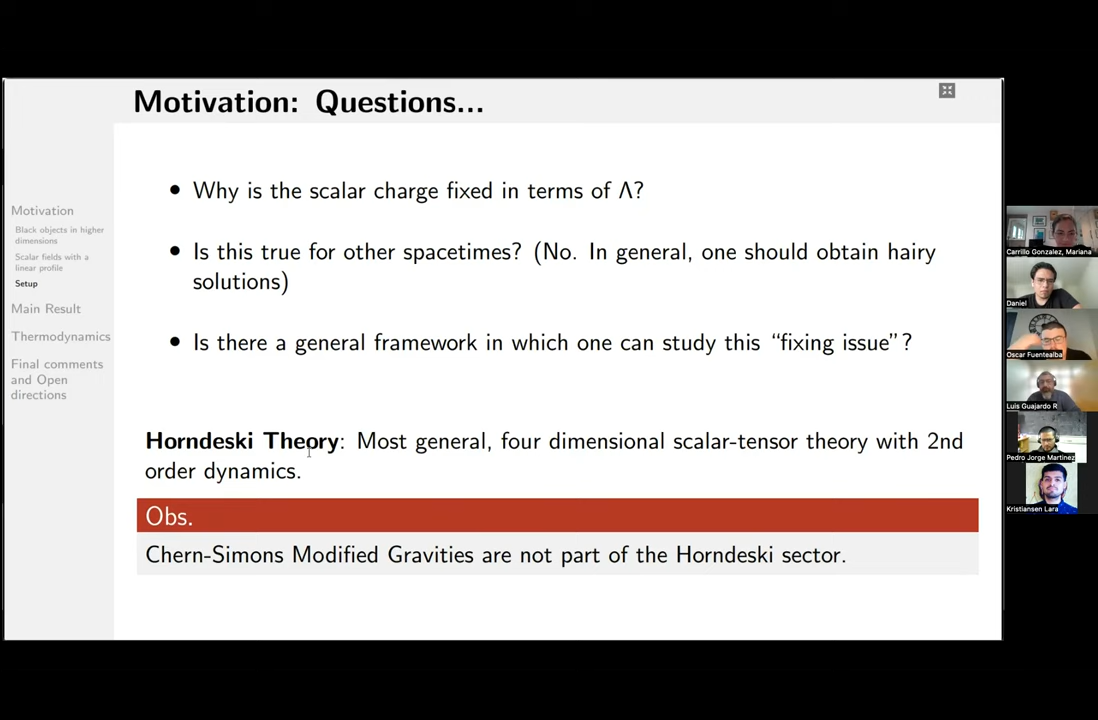 Motivation: Questions...
Motivation
Black objects in higher
dimensions
Scalar fields with a
linear profile
Setup
Main Result
Thermodynamics
Final comments
and Open
directions
• Why is the scalar charge fixed in terms of Λ?
• Is this true for other spacetimes? (No. In general, one should obtain hairy
solutions)
• Is there a general framework in which one can study this “fixing issue”?
Horndeski Theory: Most general, four dimensional scalar-tensor theory with 2nd
order dynamics.
Obs.
Chern-Simons Modified Gravities are not part of the Horndeski sector.
Carrillo Gonzalez, Mariana
Daniel
Oscar Fuentealba
Luis Guajardo R
Pedro Jorge Martinez
Kristiansen Lara